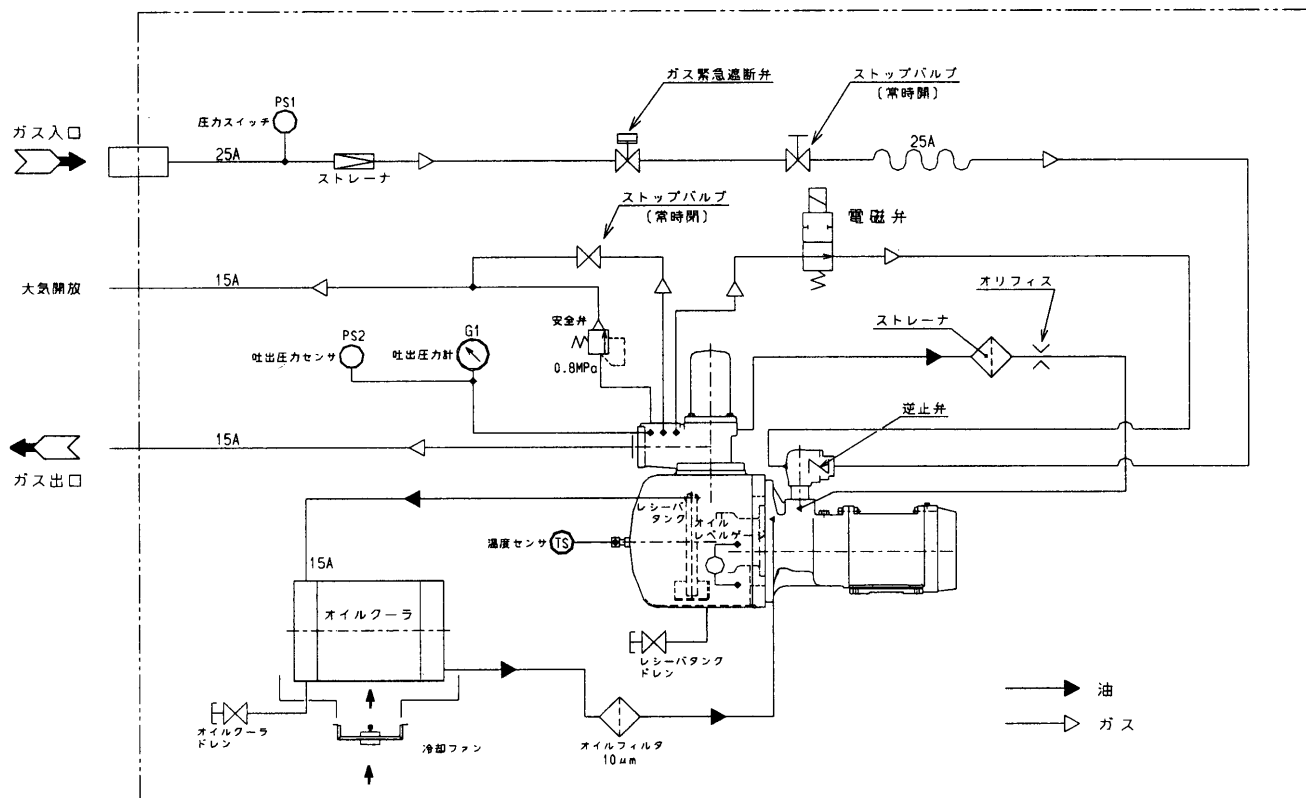 ガス緊急遮断弁
ストップバルブ
(常時開)
PS1
圧力スイッチ
ガス入口
25A
ストレーナ
25A
ストップバルブ
(常時閉)
電磁弁
大気開放
15A
オリフィス
ストレーナ
安全弁
PS2
G1
吐出圧力センサ
吐出圧力計
0.8MPa
逆止弁
15A
ガス出口
レシーバ
タンク
オイル
レベルゲ
温度センサ
TS
15A
オイルクーラ
レシーバタンク
ドレン
油
ガス
オイルクーラ
ドレン
冷却ファン
オイルフィルタ
10μm